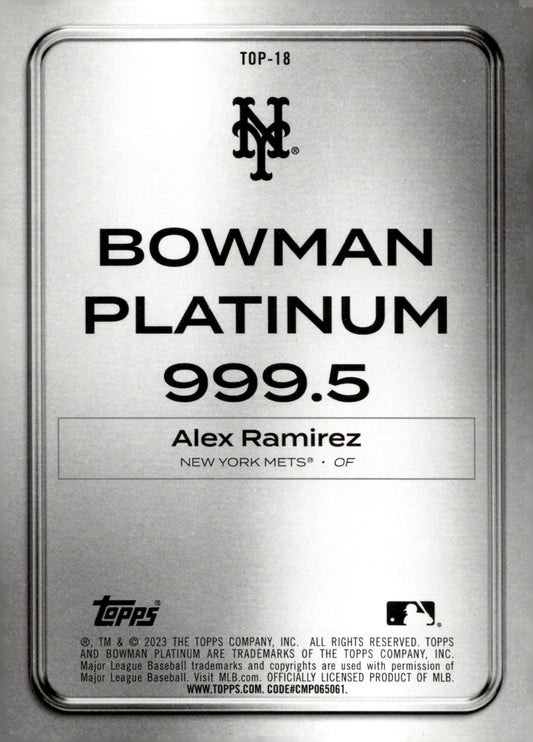 TOP-18
NY®
BOWMAN
PLATINUM
999.5
Alex Ramirez
NEW YORK METS® · OF
Topps®
®, TM & © 2023 THE TOPPS COMPANY, INC. ALL RIGHTS RESERVED. TOPPS
AND BOWMAN PLATINUM ARE TRADEMARKS OF THE TOPPS COMPANY, INC.
Major League Baseball trademarks and copyrights are used with permission of
Major League Baseball. Visit MLB.com. OFFICIALLY LICENSED PRODUCT OF MLB.
WWW.TOPPS.COM. CODE#CMP065061.